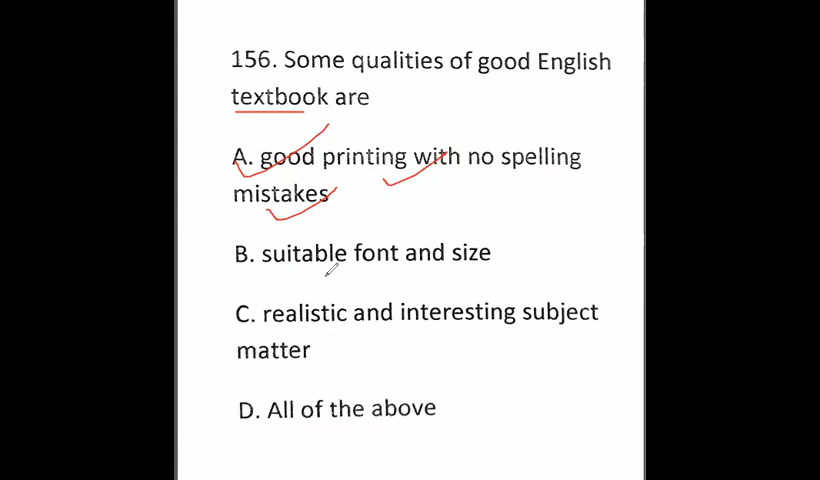 156. Some qualities of good English
textbook are
A. good printing with no spelling
mistakes
B. suitable font and size
C. realistic and interesting subject
matter
D. All of the above